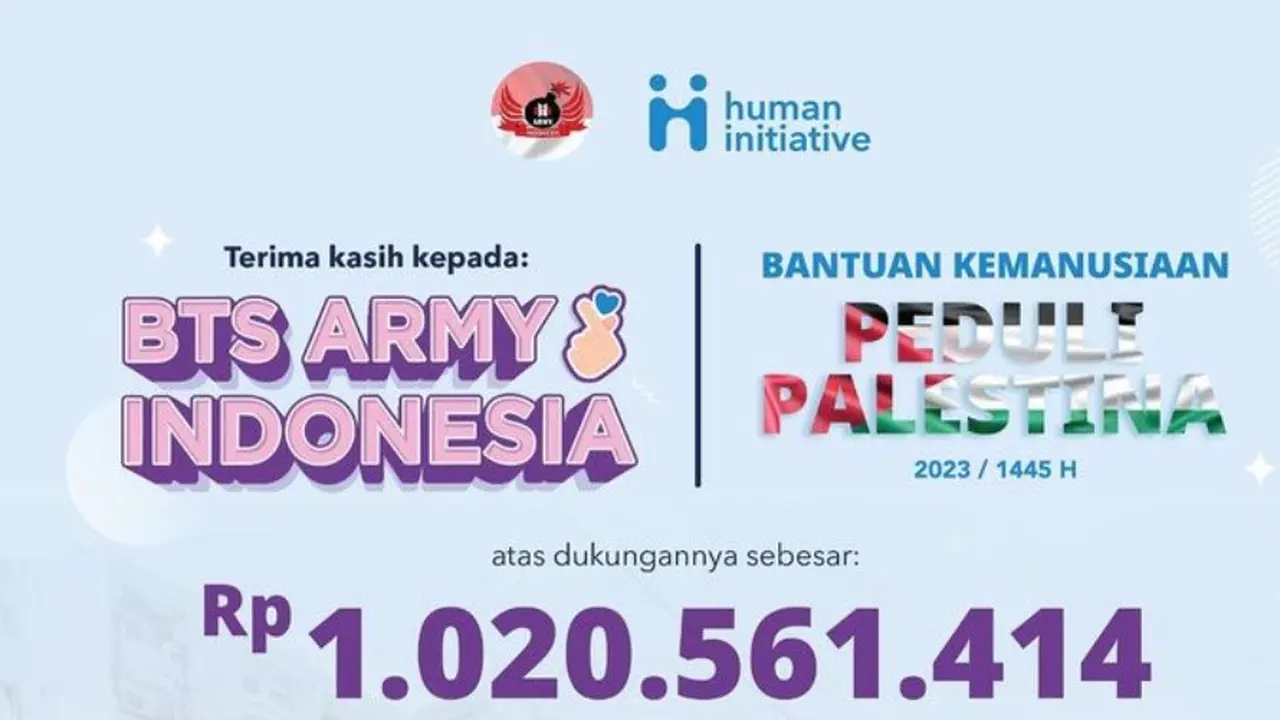 ARMY
human
initiative
Terima kasih kepada:
BTS ARMY
INDONESIA
BANTUAN KEMANUSIAAN
PEDULI
PALESTINA
2023 / 1445 H
atas dukungannya sebesar:
Rp 1.020.561.414